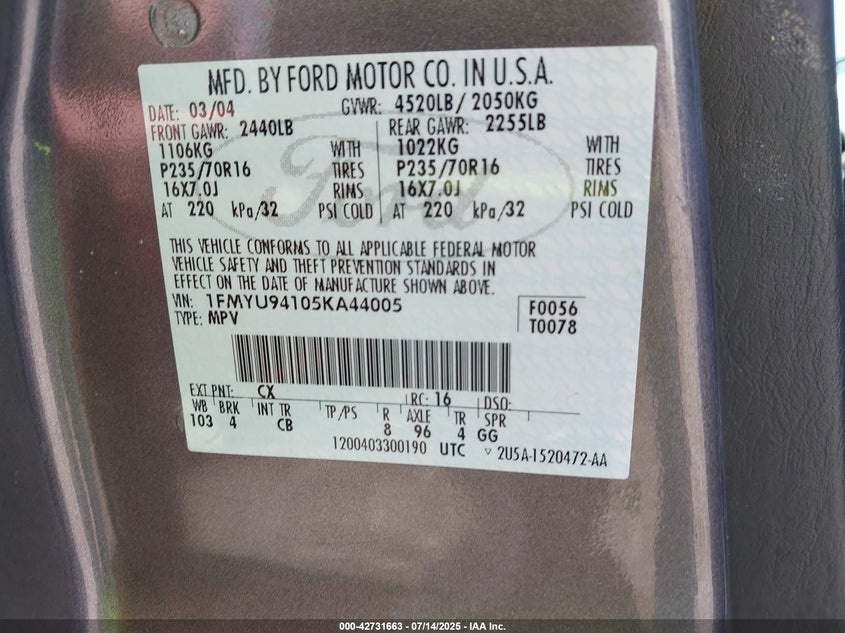 MFD. BY FORD MOTOR CO. IN U.S.A.
DATE: 03/04 GVWR: 4520LB/ 2050KG
FRONT GAWR: 2440LB REAR GAWR: 2255LB
1106KG WITH 1022KG WITH
P235/70R16 TIRES P235/70R16 TIRES
16X7.0J RIMS 16X7.0J RIMS
AT 220 kPa/32 PSI COLD AT 220 kPa/32 PSI COLD
Ford
THIS VEHICLE CONFORMS TO ALL APPLICABLE FEDERAL MOTOR
VEHICLE SAFETY AND THEFT PREVENTION STANDARDS IN
EFFECT ON THE DATE OF MANUFACTURE SHOWN ABOVE.
VIN: 1FMYU94105KA44005 F0056
TYPE: MPV T0078
EXT PNT: CX RC: 16 DSO:
WB BRK INT TR TP/PS R AXLE TR SPR
103 4 CB 8 96 4 GG
1200403300190 UTC ▽ 2U5A-1520472-AA
000-42731663 - 07/14/2025 - IAA Inc.